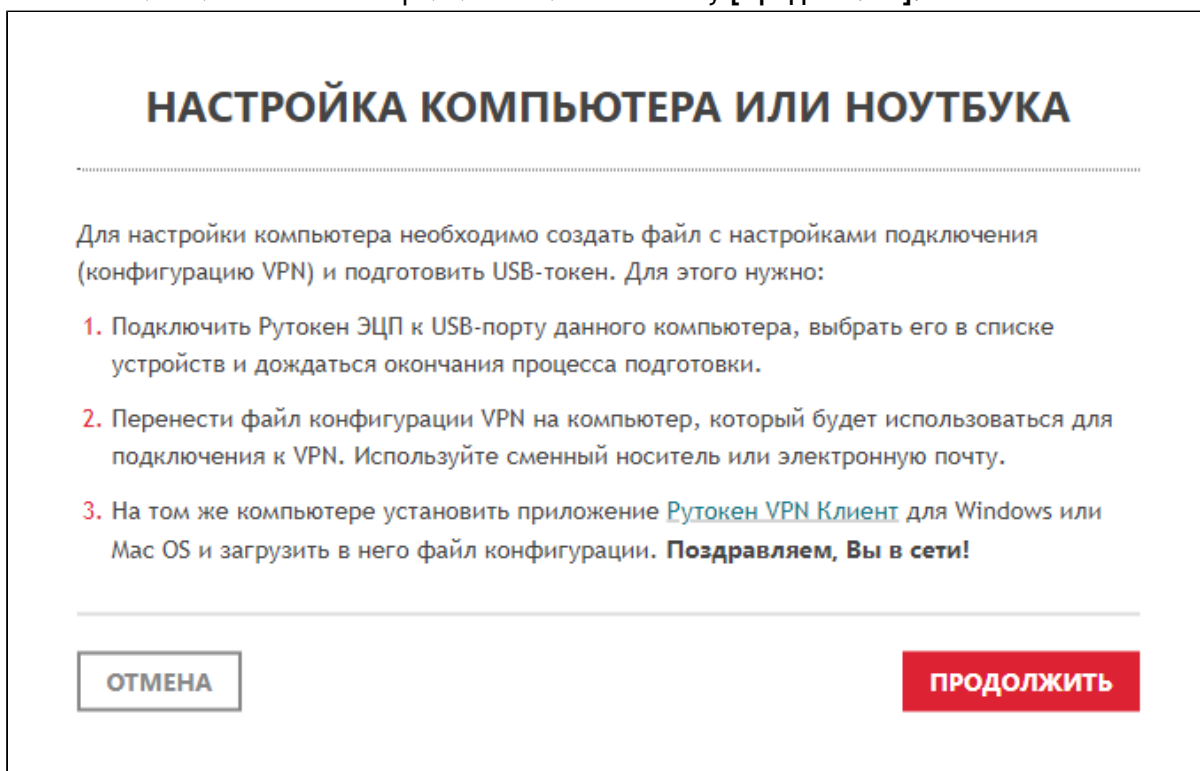 НАСТРОЙКА КОМПЬЮТЕРА ИЛИ НОУТБУКА
Для настройки компьютера необходимо создать файл с настройками подключения
(конфигурацию VPN) и подготовить USB-токен. Для этого нужно:
1. Подключить Рутокен ЭЦП к USB-порту данного компьютера, выбрать его в списке
устройств и дождаться окончания процесса подготовки.
2. Перенести файл конфигурации VPN на компьютер, который будет использоваться для
подключения к VPN. Используйте сменный носитель или электронную почту.
3. На том же компьютере установить приложение Рутокен VPN Клиент для Windows или
Mac OS и загрузить в него файл конфигурации. Поздравляем, Вы в сети!
ОТМЕНА
ПРОДОЛЖИТЬ